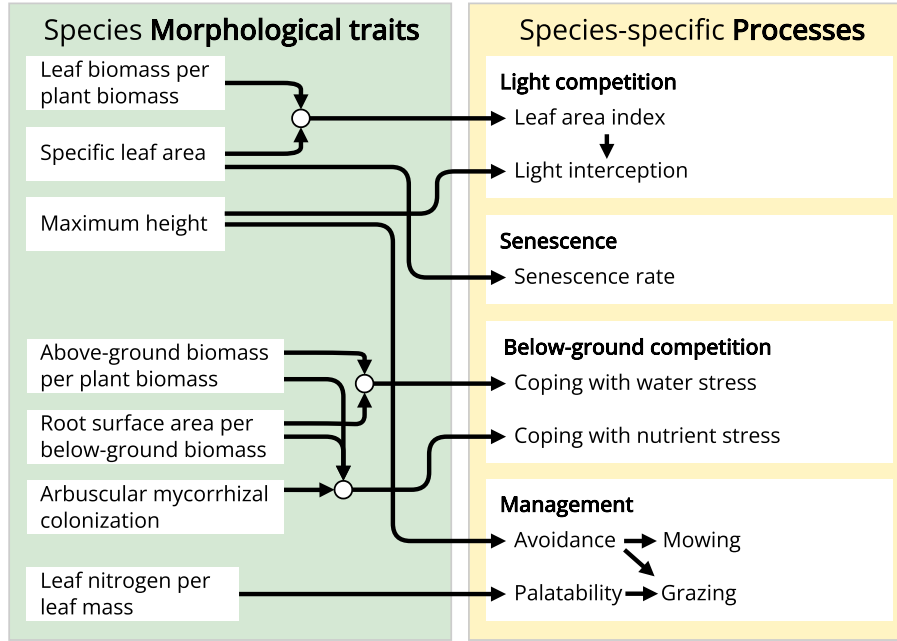 Species Morphological traits
Leaf biomass per
plant biomass
Specific leaf area
Maximum height
Above-ground biomass
per plant biomass
Root surface area per
below-ground biomass
Arbuscular mycorrhizal
colonization
Leaf nitrogen per
leaf mass
Species-specific Processes
Light competition
Leaf area index
Light interception
Senescence
Senescence rate
Below-ground competition
Coping with water stress
Coping with nutrient stress
Management
Avoidance Mowing
Palatability Grazing